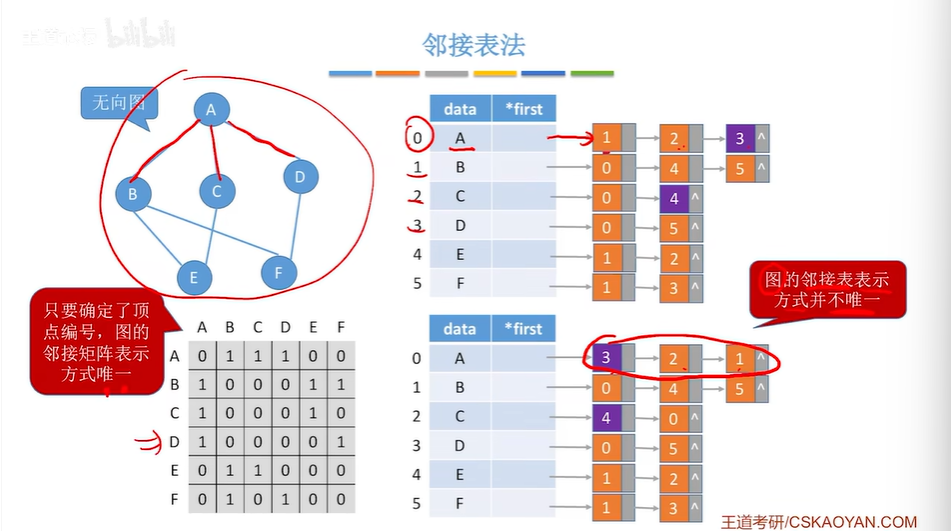 王道考研 bilibili
邻接表法
无向图
A
B
C
D
E
F
data *first
0 A 1 2 3 ^
1 B 0 4 5 ^
2 C 0 4 ^
3 D 0 5 ^
4 E 1 2 ^
5 F 1 3 ^
图的邻接表表示
方式并不唯一
只要确定了顶
点编号，图的
邻接矩阵表示
方式唯一
A B C D E F
A 0 1 1 1 0 0
B 1 0 0 0 1 1
C 1 0 0 0 1 0
D 1 0 0 0 0 1
E 0 1 1 0 0 0
F 0 1 0 1 0 0
data *first
0 A 3 2 1 ^
1 B 0 4 5 ^
2 C 4 0 ^
3 D 0 5 ^
4 E 1 2 ^
5 F 1 3 ^
王道考研/CSKAOYAN.COM